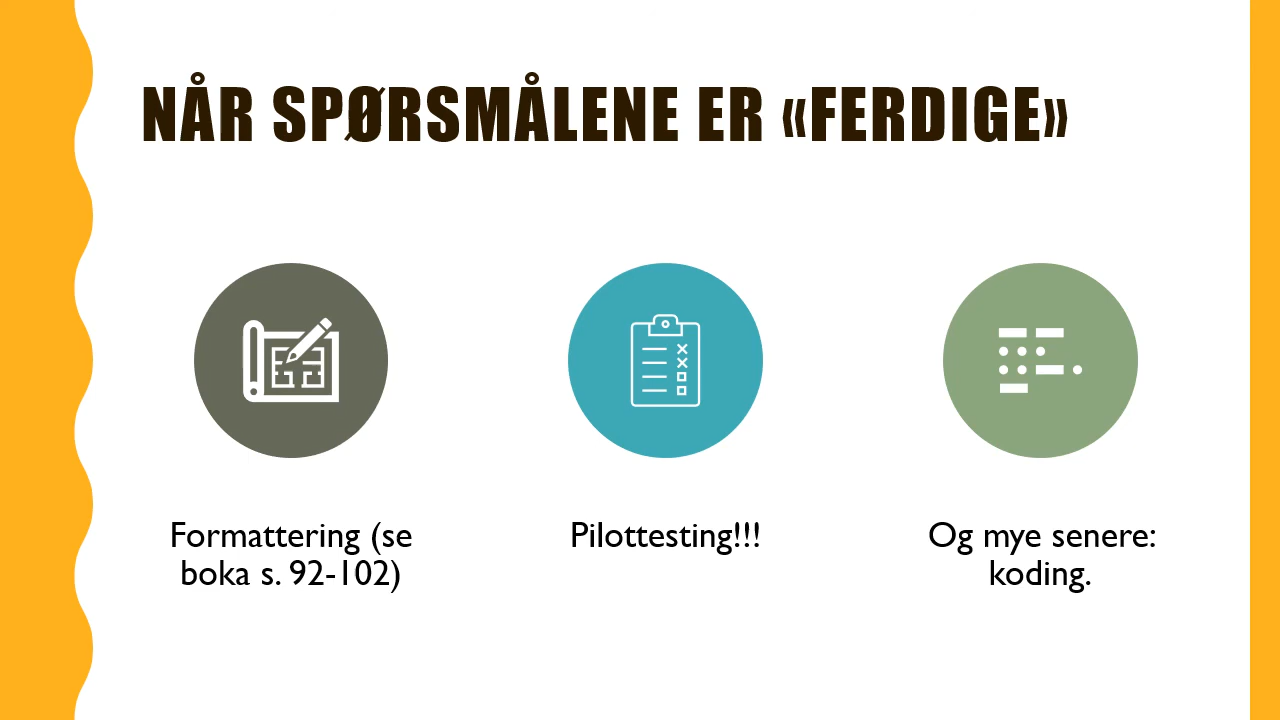 NÅR SPØRSMÅLENE ER «FERDIGE»
Formattering (se
boka s. 92-102)
Pilottesting!!!
Og mye senere:
koding.